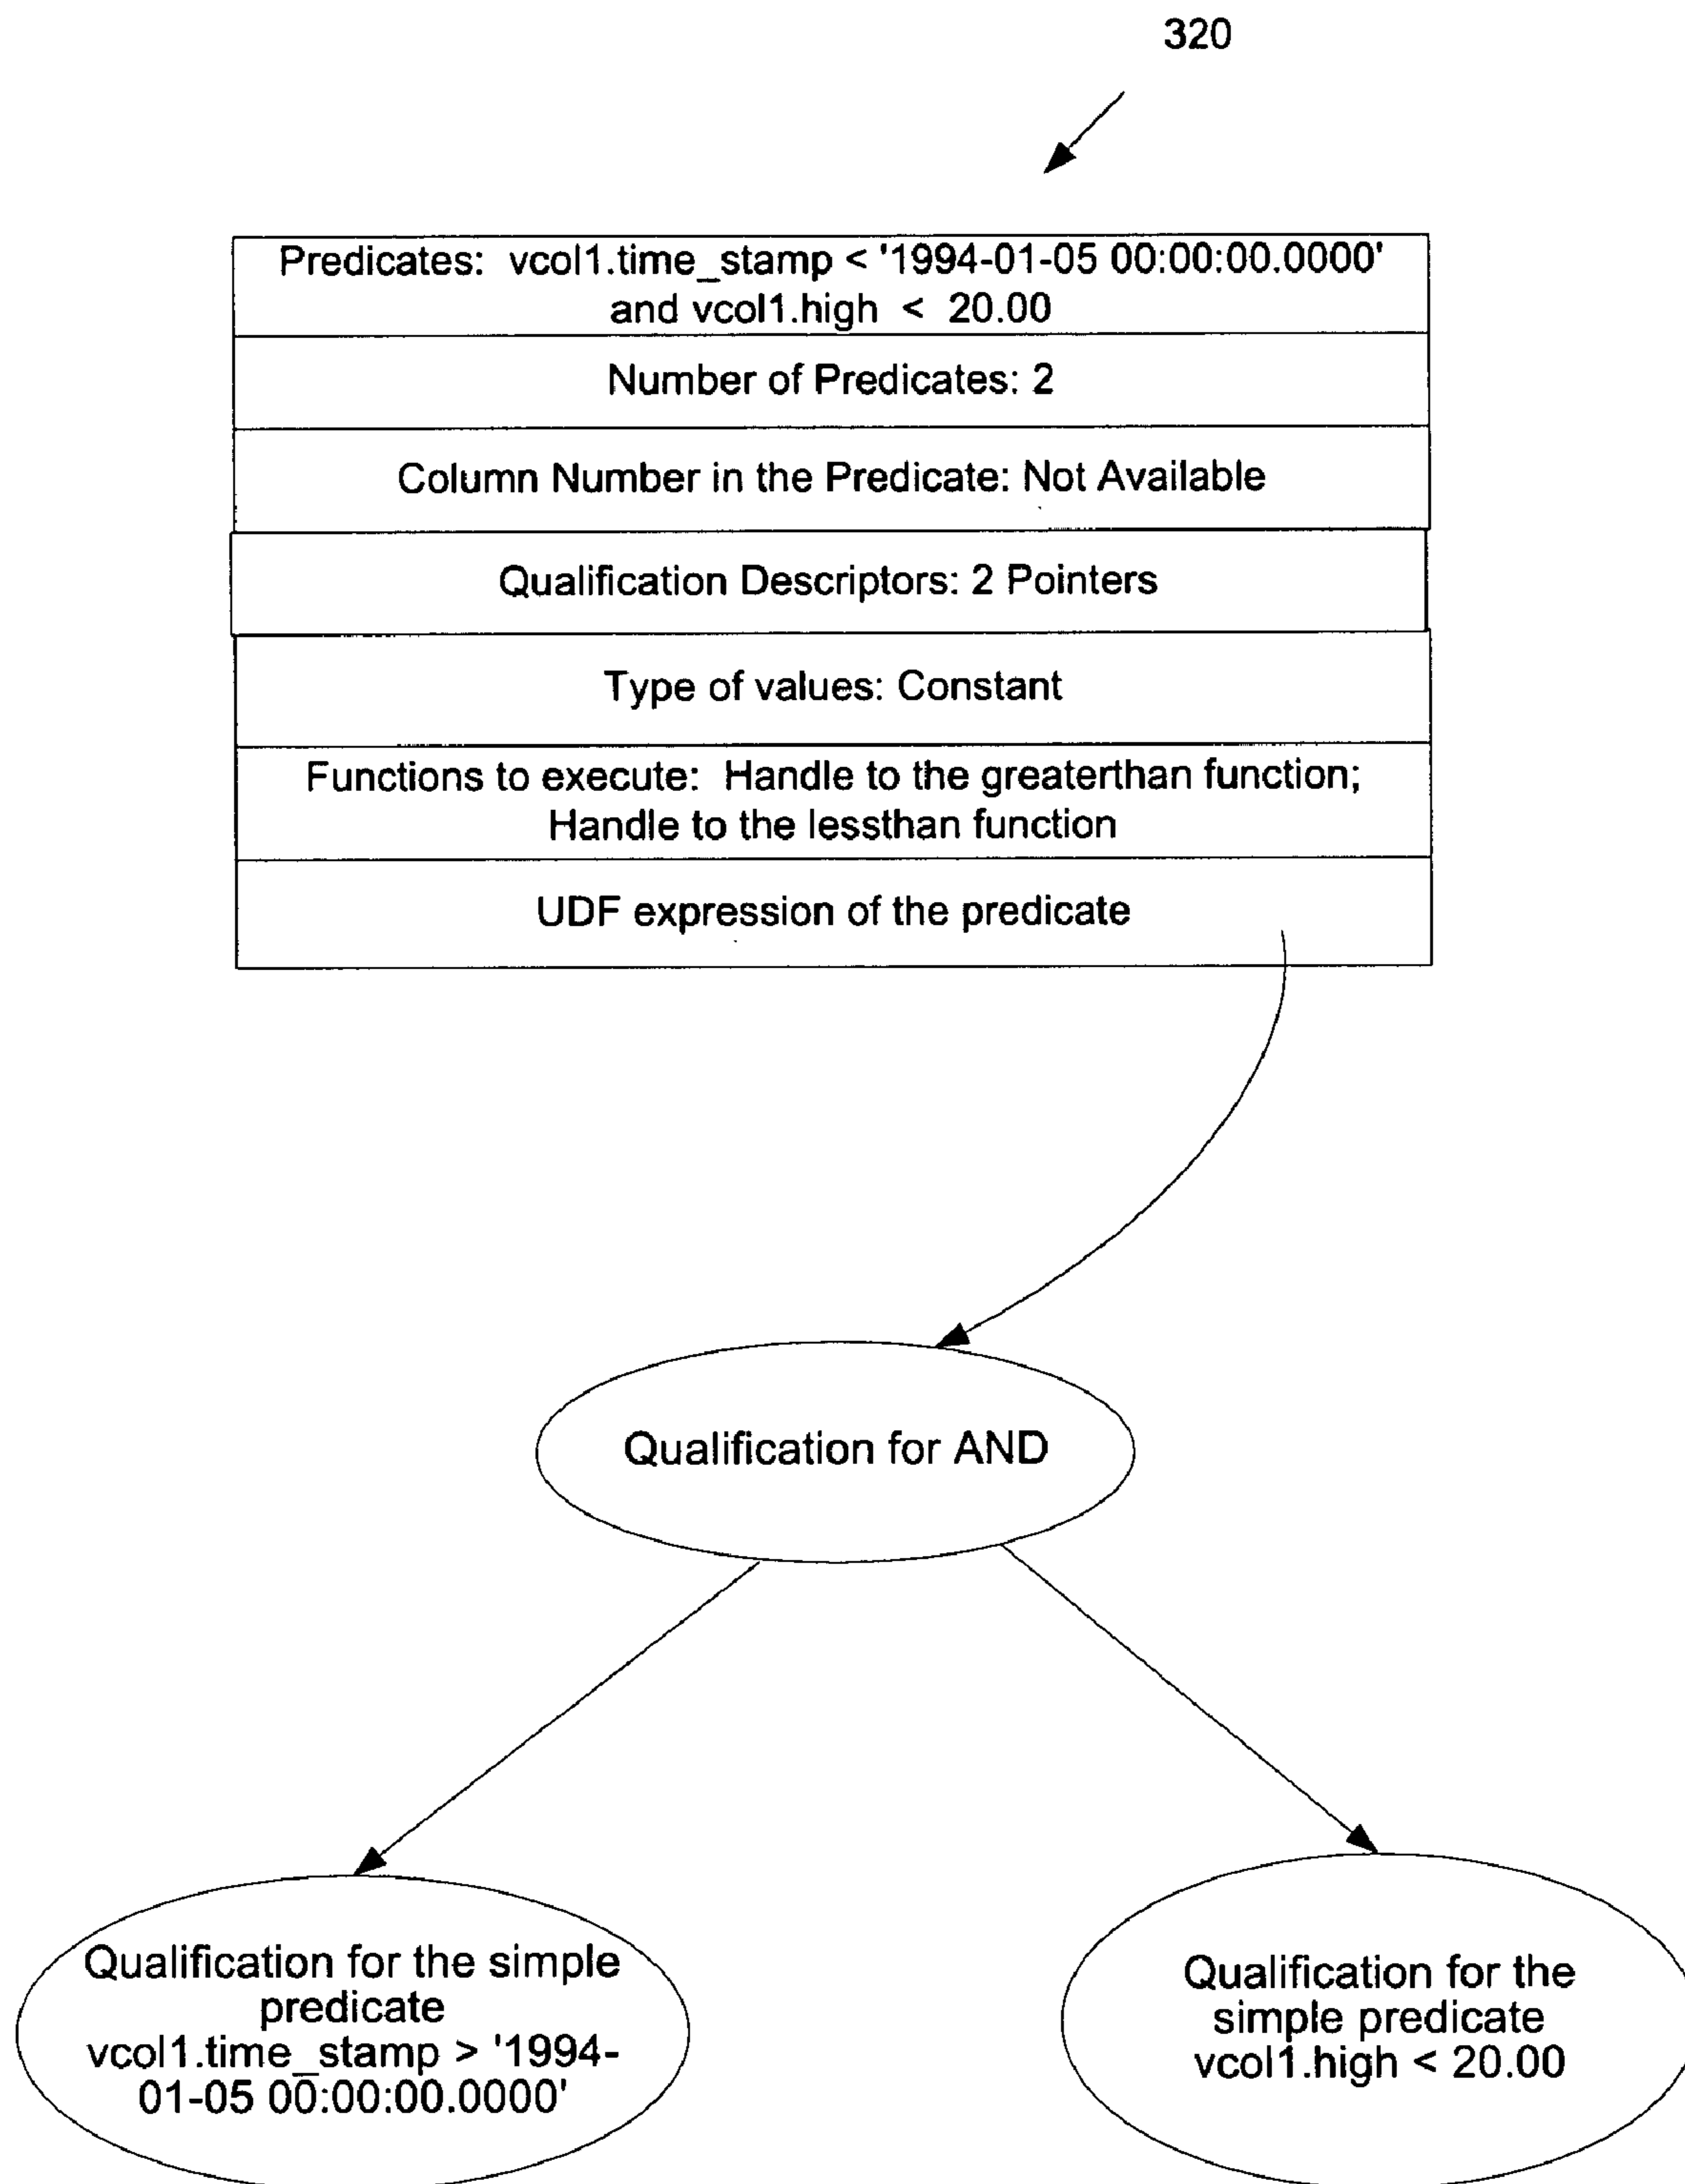 320
Predicates: vcol1.time_stamp < '1994-01-05 00:00:00.0000'
and vcol1.high < 20.00
Number of Predicates: 2
Column Number in the Predicate: Not Available
Qualification Descriptors: 2 Pointers
Type of values: Constant
Functions to execute: Handle to the greaterthan function;
Handle to the lessthan function
UDF expression of the predicate
Qualification for AND
Qualification for the simple
predicate
vcol1.time_stamp > '1994-
01-05 00:00:00.0000'
Qualification for the
simple predicate
vcol1.high < 20.00